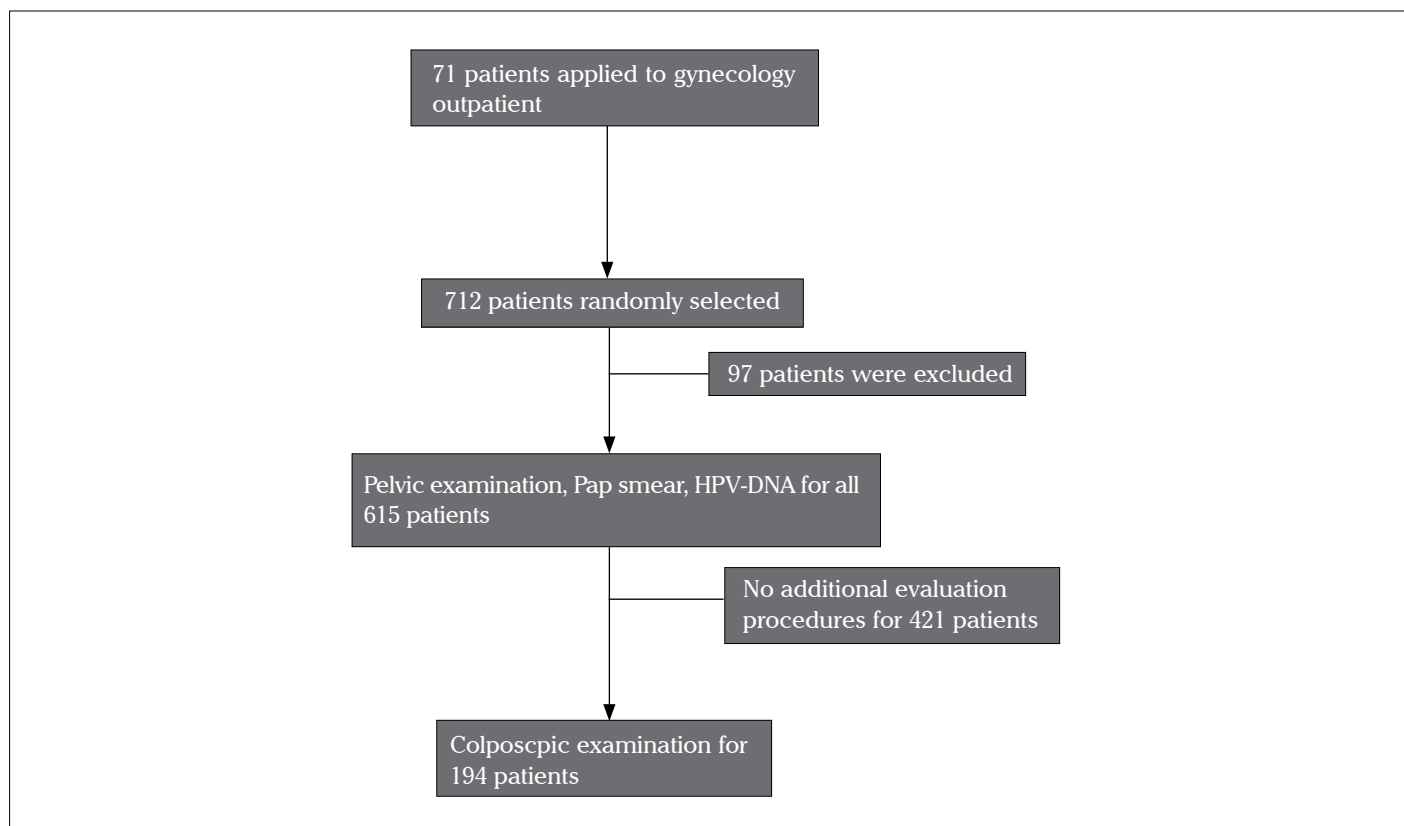 71 patients applied to gynecology
outpatient
712 patients randomly selected
97 patients were excluded
Pelvic examination, Pap smear, HPV-DNA for all
615 patients
No additional evaluation
procedures for 421 patients
Colposcpic examination for
194 patients